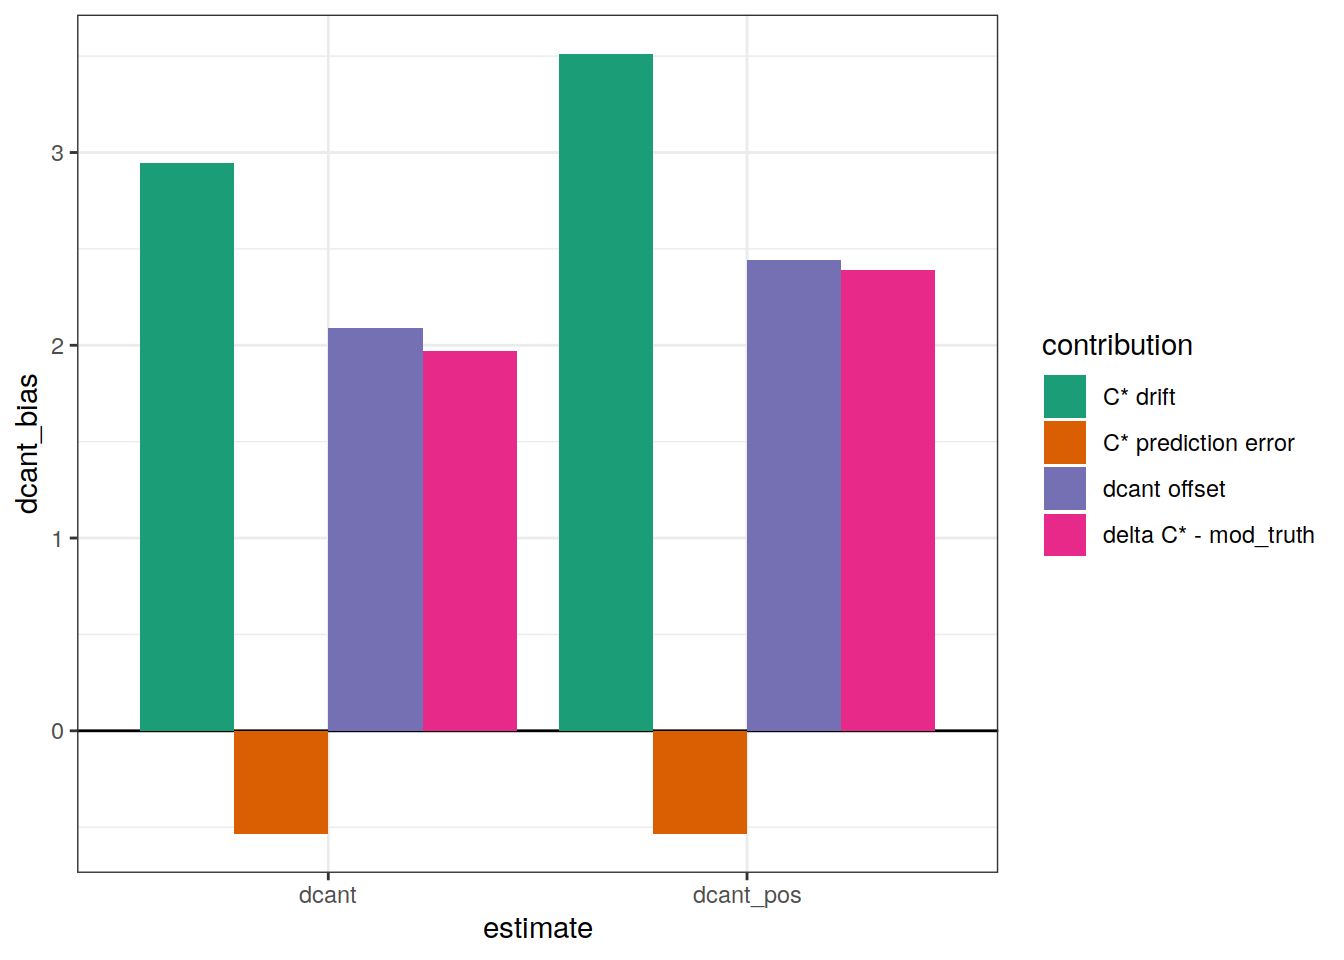 dcant_bias
3
2
1
0
dcant
dcant_pos
estimate
contribution
C* drift
C* prediction error
dcant offset
delta C* - mod_truth